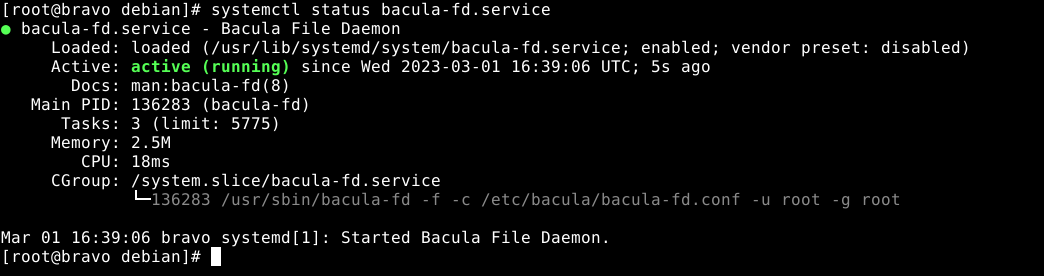 [root@bravo debian]# systemctl status bacula-fd.service
● bacula-fd.service - Bacula File Daemon
     Loaded: loaded (/usr/lib/systemd/system/bacula-fd.service; enabled; vendor preset: disabled)
     Active: active (running) since Wed 2023-03-01 16:39:06 UTC; 5s ago
       Docs: man:bacula-fd(8)
   Main PID: 136283 (bacula-fd)
      Tasks: 3 (limit: 5775)
     Memory: 2.5M
        CPU: 18ms
     CGroup: /system.slice/bacula-fd.service
             └─136283 /usr/sbin/bacula-fd -f -c /etc/bacula/bacula-fd.conf -u root -g root
Mar 01 16:39:06 bravo systemd[1]: Started Bacula File Daemon.
[root@bravo debian]#